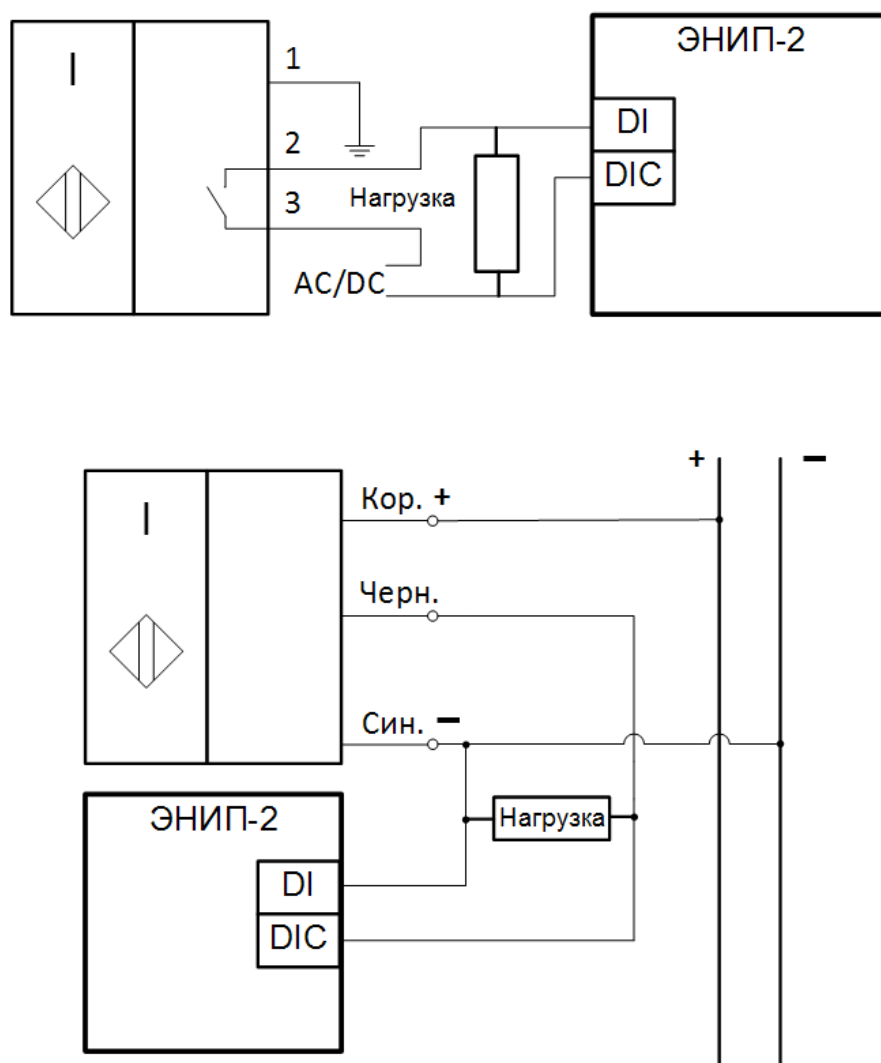 I
1
2
3
Нагрузка
AC/DC
ЭНИП-2
DI
DIC
+
–
I
Кор. +
Черн.
Син. –
Нагрузка
ЭНИП-2
DI
DIC